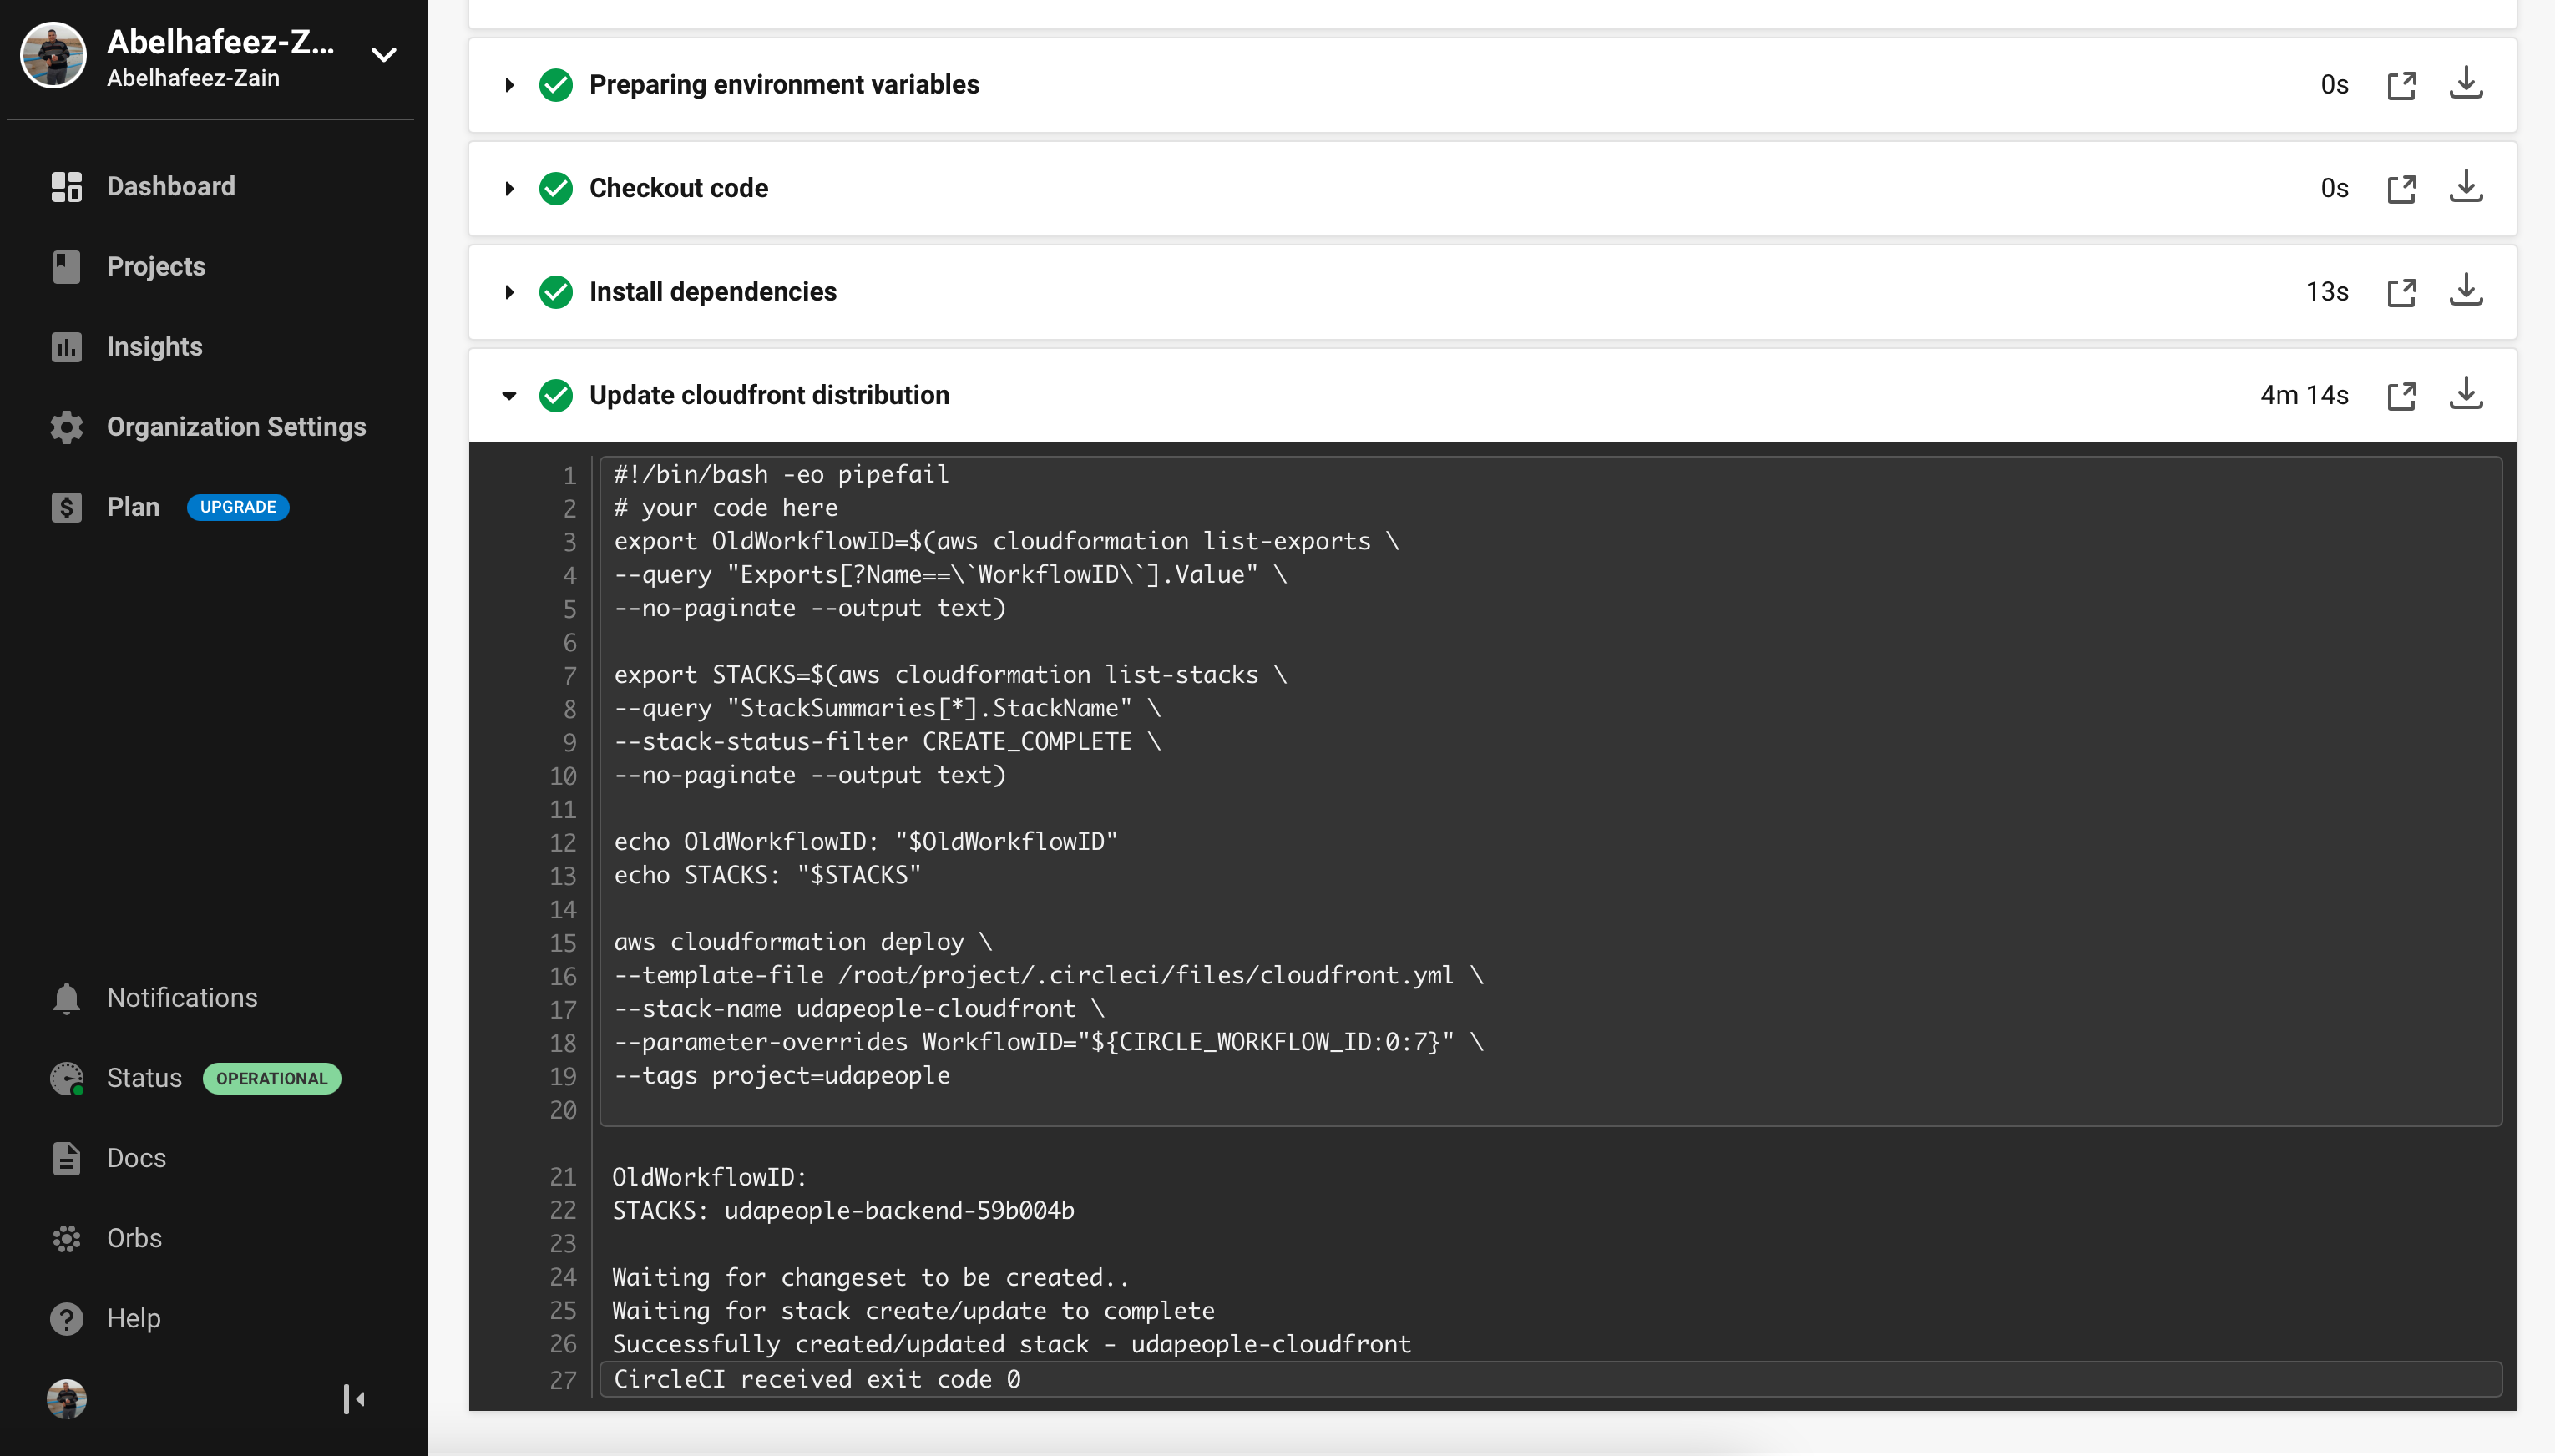 Abelhafeez-Z...
Abelhafeez-Zain
Dashboard
Projects
Insights
Organization Settings
Plan UPGRADE
Notifications
Status OPERATIONAL
Docs
Orbs
Help
Preparing environment variables 0s
Checkout code 0s
Install dependencies 13s
Update cloudfront distribution 4m 14s
1 #!/bin/bash -eo pipefail
2 # your code here
3 export OldWorkflowID=$(aws cloudformation list-exports \
4 --query "Exports[?Name==\`WorkflowID\`].Value" \
5 --no-paginate --output text)
6
7 export STACKS=$(aws cloudformation list-stacks \
8 --query "StackSummaries[*].StackName" \
9 --stack-status-filter CREATE_COMPLETE \
10 --no-paginate --output text)
11
12 echo OldWorkflowID: "$OldWorkflowID"
13 echo STACKS: "$STACKS"
14
15 aws cloudformation deploy \
16 --template-file /root/project/.circleci/files/cloudfront.yml \
17 --stack-name udapeople-cloudfront \
18 --parameter-overrides WorkflowID="${CIRCLE_WORKFLOW_ID:0:7}" \
19 --tags project=udapeople
20
21 OldWorkflowID:
22 STACKS: udapeople-backend-59b004b
23
24 Waiting for changeset to be created..
25 Waiting for stack create/update to complete
26 Successfully created/updated stack - udapeople-cloudfront
27 CircleCI received exit code 0